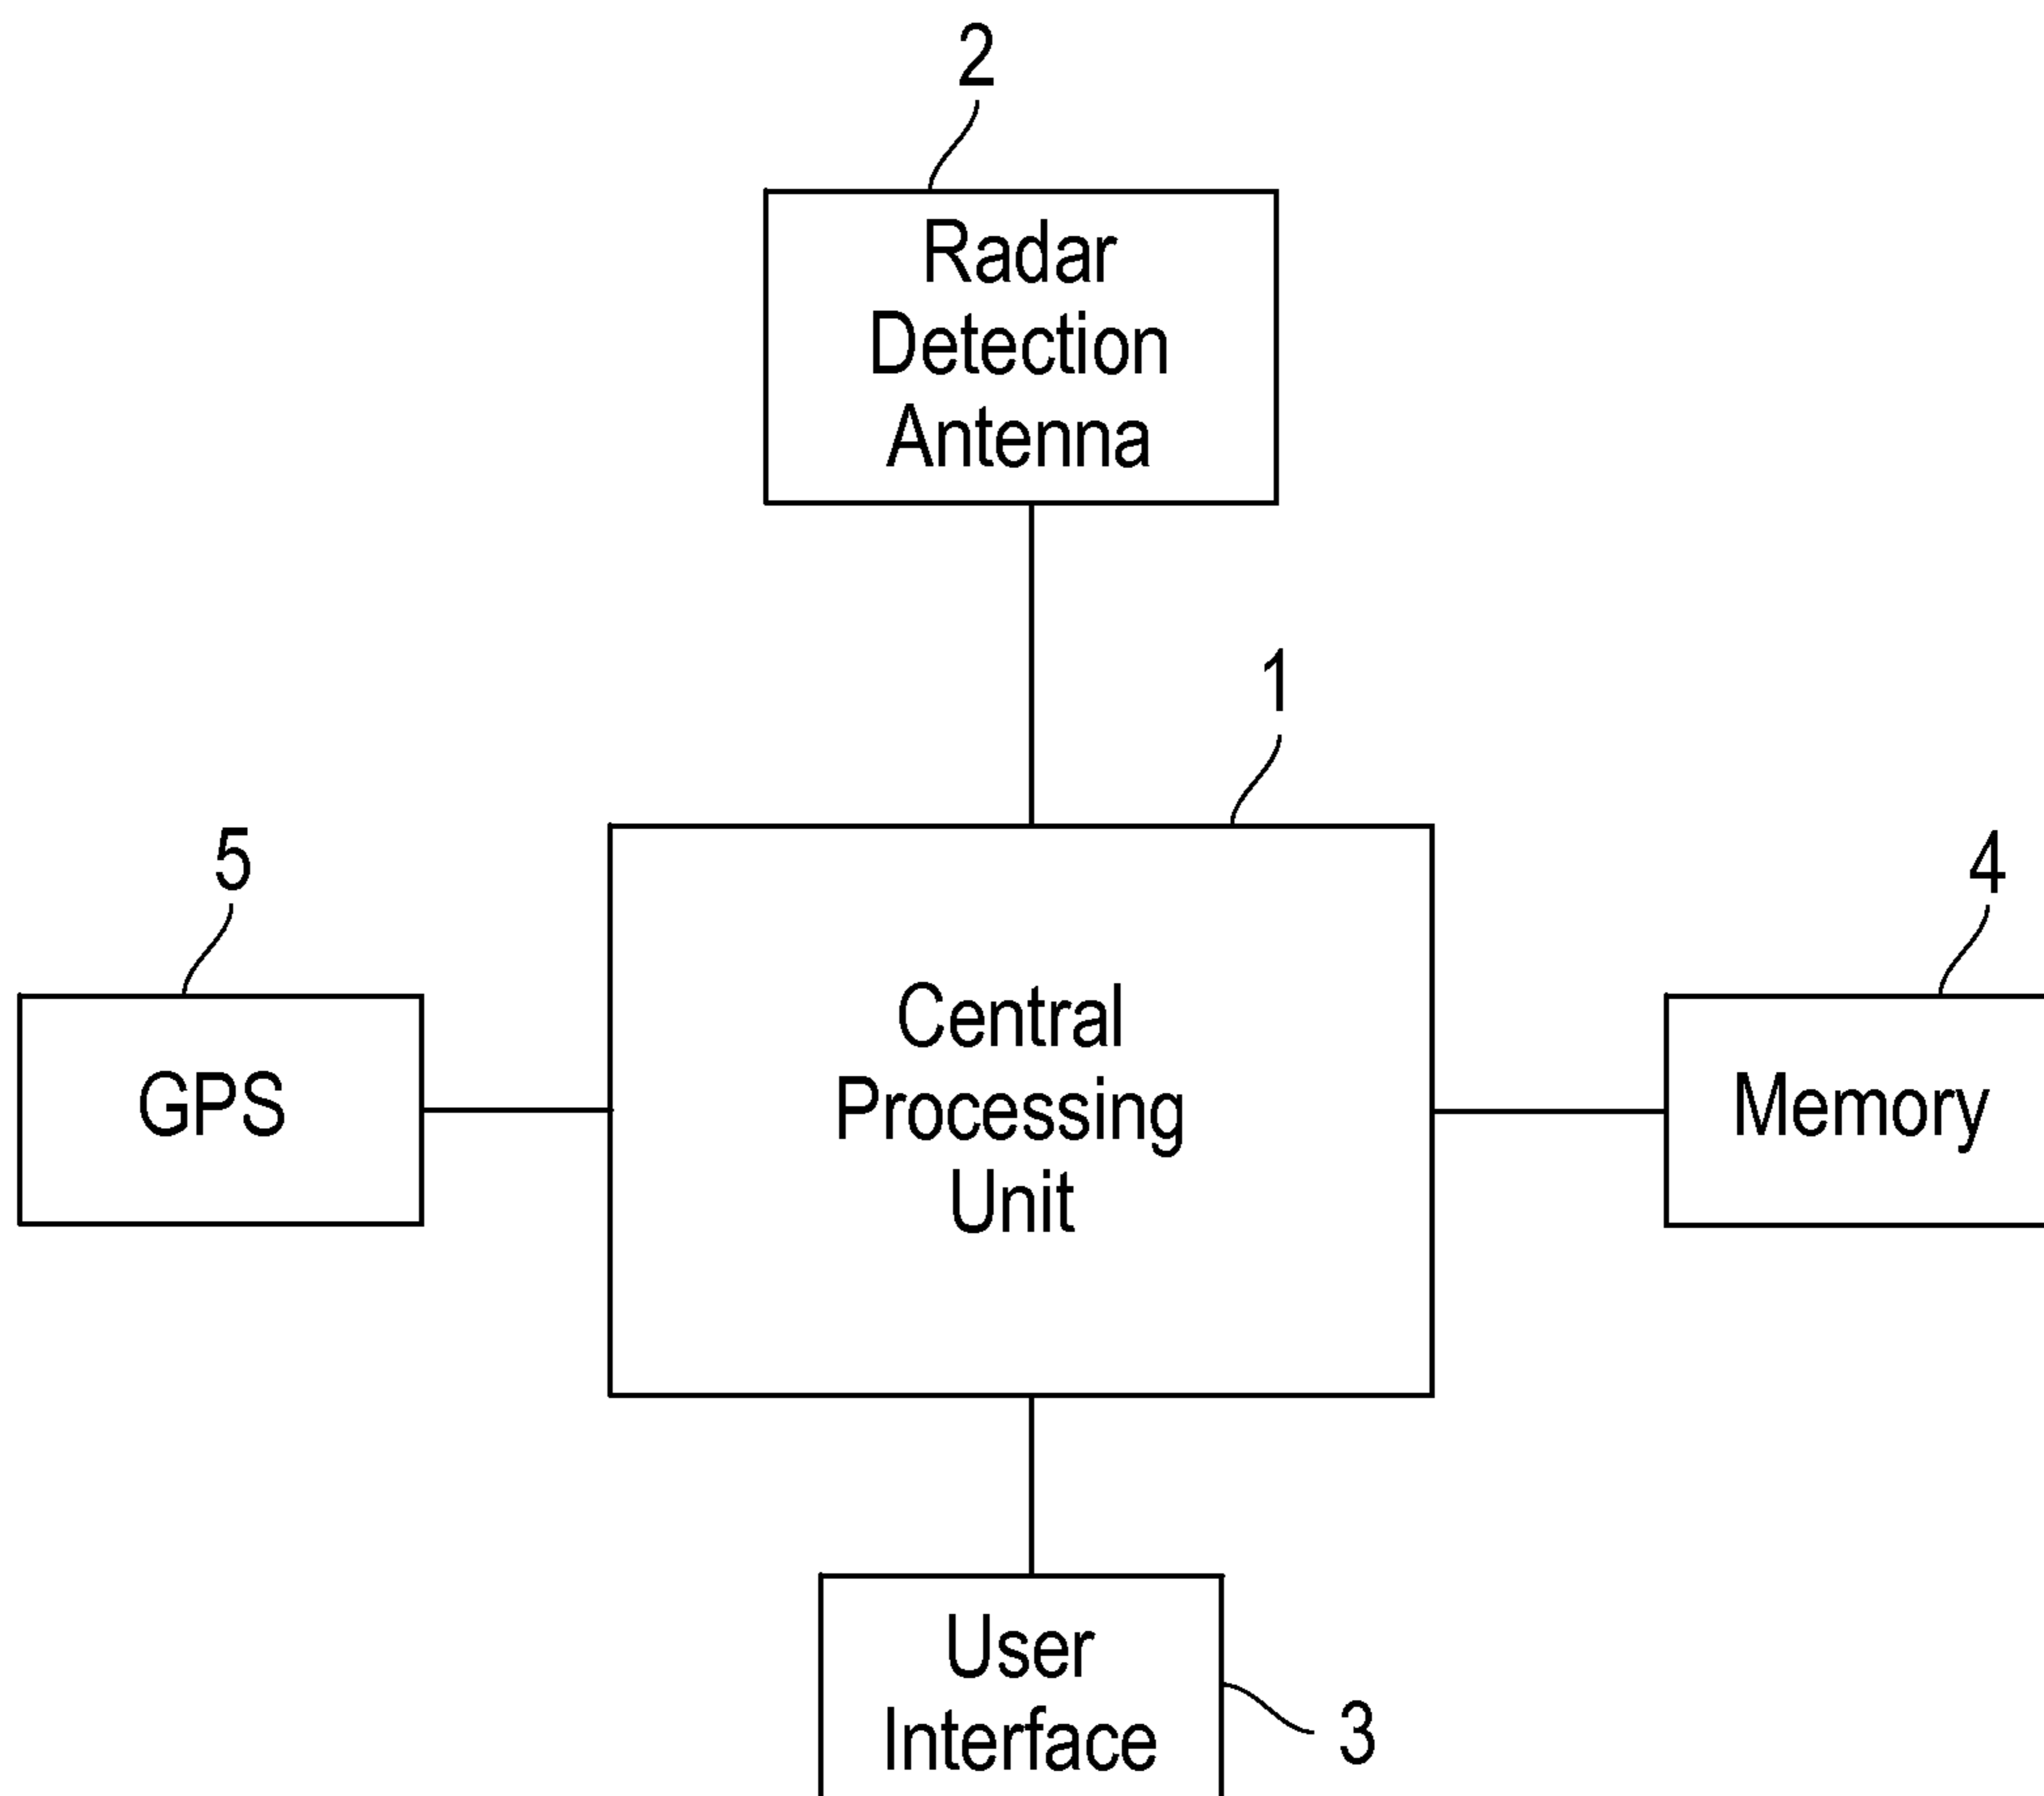 2
Radar
Detection
Antenna
1
5
4
Central
Processing
Unit
GPS
Memory
User
Interface
3